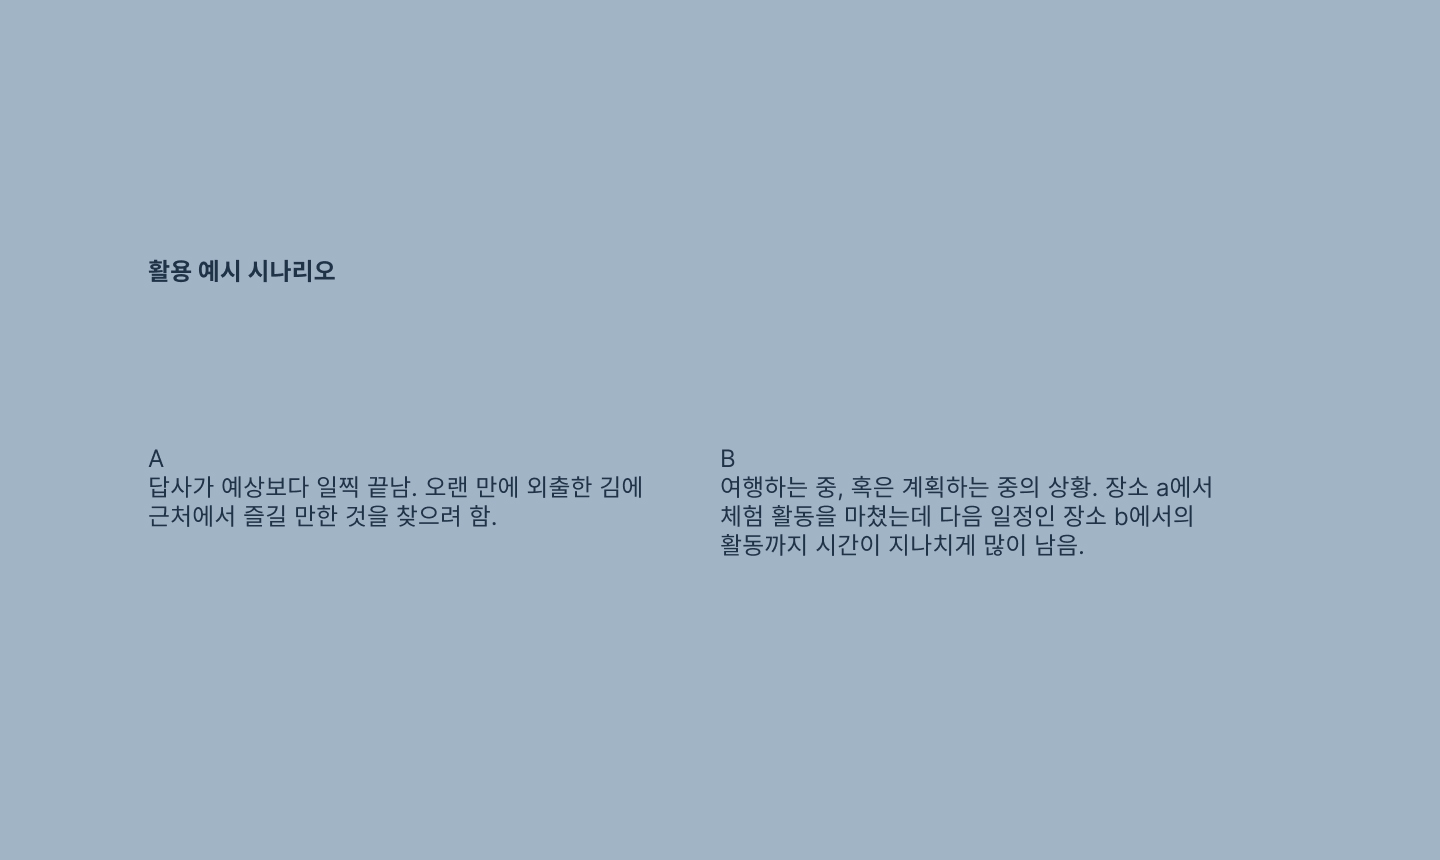 활용 예시 시나리오
A
답사가 예상보다 일찍 끝남. 오랜 만에 외출한 김에
근처에서 즐길 만한 것을 찾으려 함.
B
여행하는 중, 혹은 계획하는 중의 상황. 장소 a에서
체험 활동을 마쳤는데 다음 일정인 장소 b에서의
활동까지 시간이 지나치게 많이 남음.